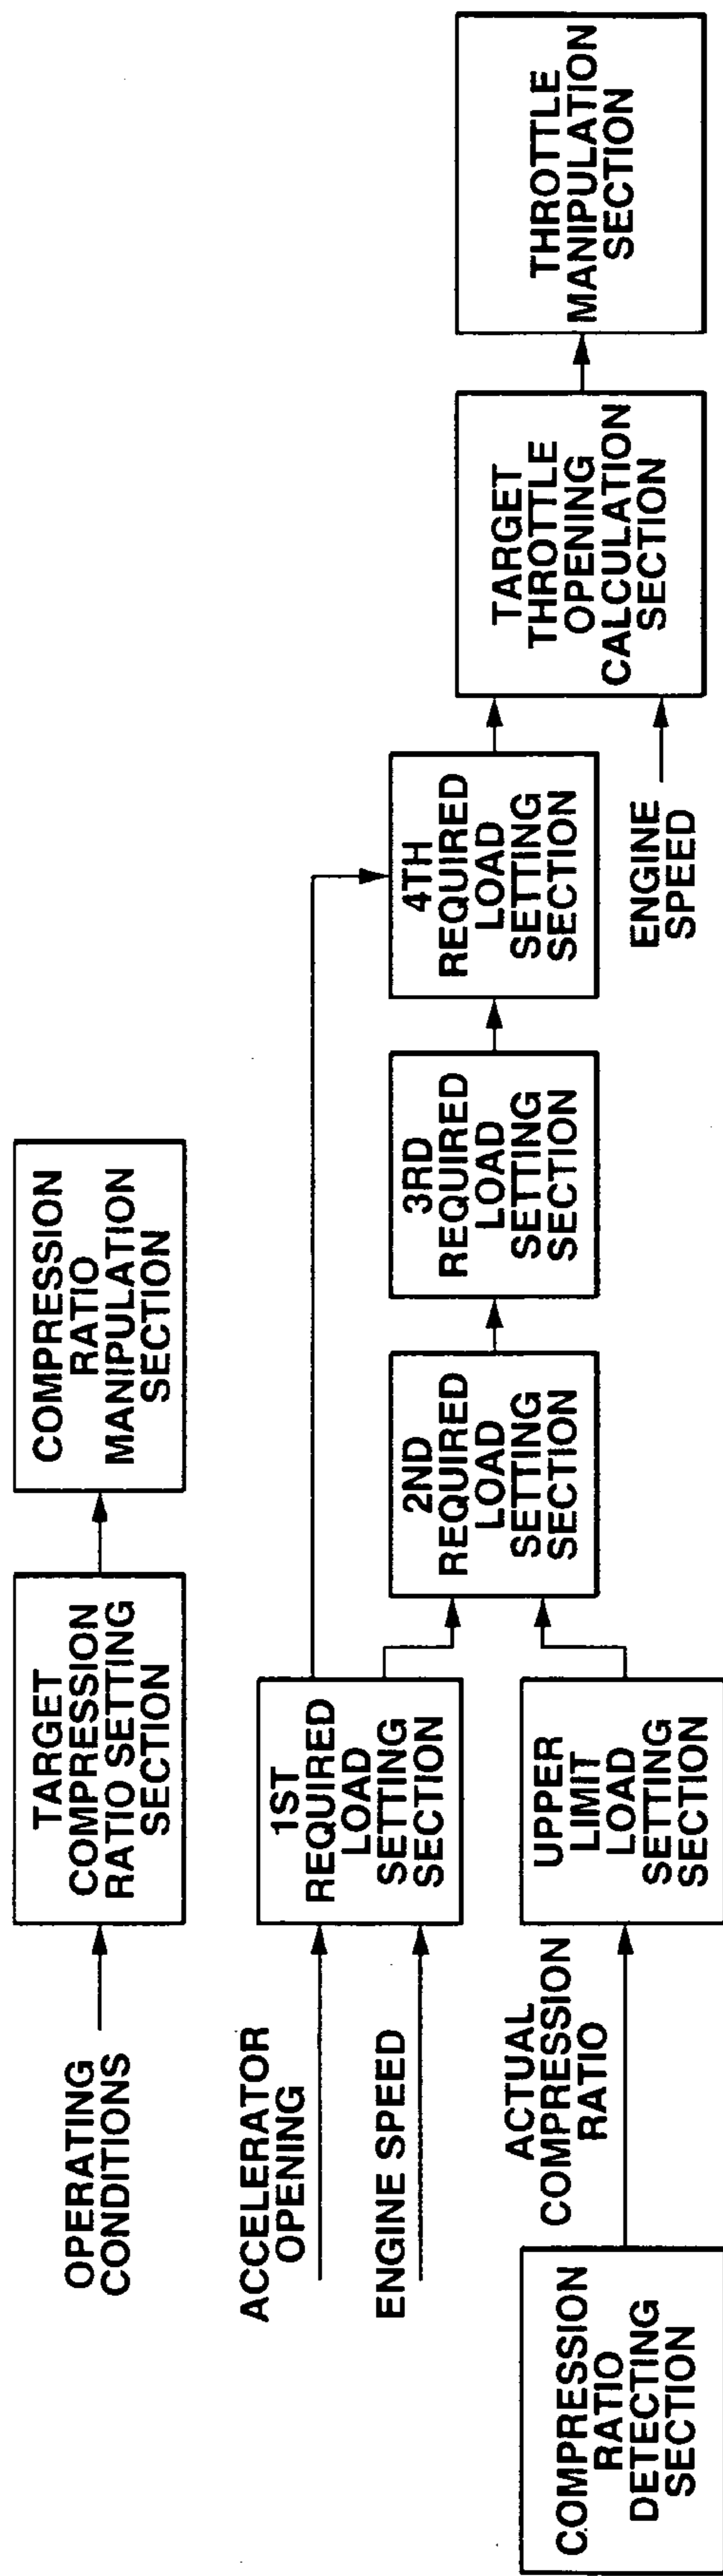 OPERATING
CONDITIONS
TARGET
COMPRESSION
RATIO SETTING
SECTION
COMPRESSION
RATIO
MANIPULATION
SECTION
ACCELERATOR
OPENING
ENGINE SPEED
1ST
REQUIRED
LOAD
SETTING
SECTION
COMPRESSION
RATIO
DETECTING
SECTION
ACTUAL
COMPRESSION
RATIO
UPPER
LIMIT
LOAD
SETTING
SECTION
2ND
REQUIRED
LOAD
SETTING
SECTION
3RD
REQUIRED
LOAD
SETTING
SECTION
4TH
REQUIRED
LOAD
SETTING
SECTION
ENGINE
SPEED
TARGET
THROTTLE
OPENING
CALCULATION
SECTION
THROTTLE
MANIPULATION
SECTION